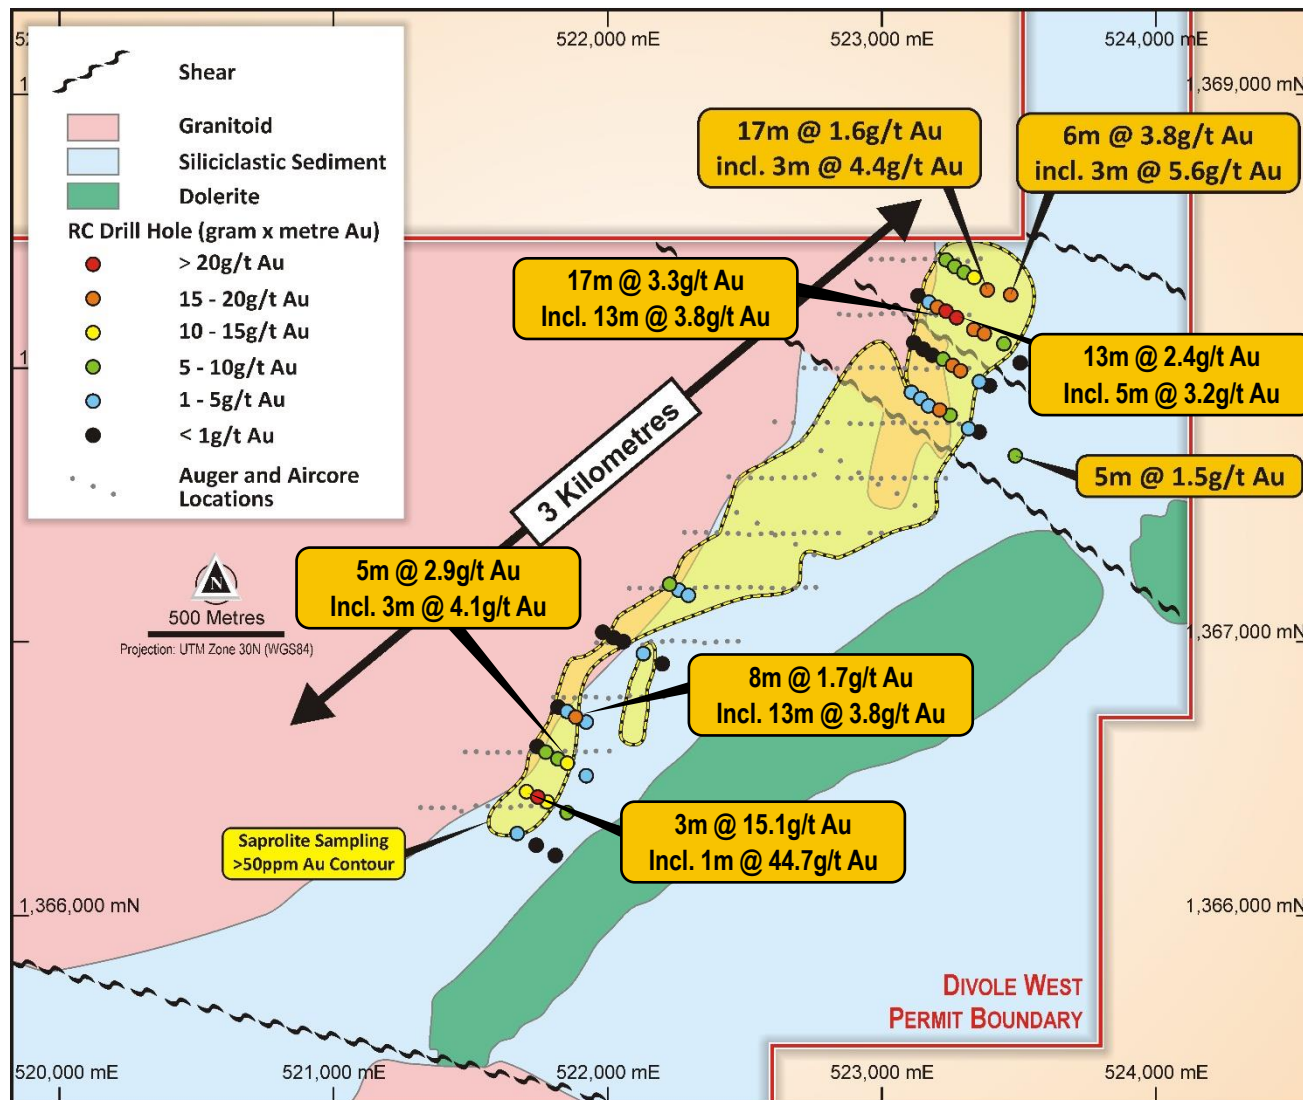 522,000 mE
523,000 mE
524,000 mE
1,369,000 mN
Shear
Granitoid
Siliciclastic Sediment
Dolerite
RC Drill Hole (gram x metre Au)
> 20g/t Au
15 - 20g/t Au
10 - 15g/t Au
5 - 10g/t Au
1 - 5g/t Au
< 1g/t Au
Auger and Aircore
Locations
17m @ 1.6g/t Au
incl. 3m @ 4.4g/t Au
6m @ 3.8g/t Au
incl. 3m @ 5.6g/t Au
17m @ 3.3g/t Au
Incl. 13m @ 3.8g/t Au
13m @ 2.4g/t Au
Incl. 5m @ 3.2g/t Au
3 Kilometres
5m @ 1.5g/t Au
5m @ 2.9g/t Au
Incl. 3m @ 4.1g/t Au
N
500 Metres
Projection: UTM Zone 30N (WGS84)
1,367,000 mN
8m @ 1.7g/t Au
Incl. 13m @ 3.8g/t Au
3m @ 15.1g/t Au
Incl. 1m @ 44.7g/t Au
Saprolite Sampling
>50ppm Au Contour
1,366,000 mN
1,366,000 mN
DIVOLE WEST
PERMIT BOUNDARY
520,000 mE
521,000 mE
522,000 mE
523,000 mE
524,000 mE